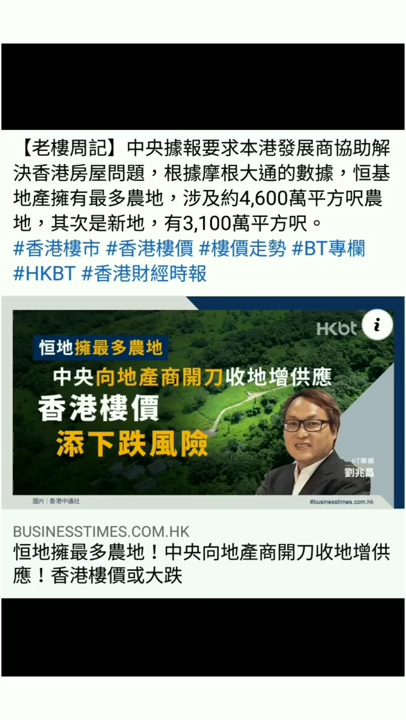 【老樓周記】中央據報要求本港發展商協助解
決香港房屋問題，根據摩根大通的數據，恒基
地產擁有最多農地，涉及約4,600萬平方呎農
地，其次是新地，有3,100萬平方呎。
#香港樓市 #香港樓價 #樓價走勢 #BT專欄
#HKBT #香港財經時報
HKbt
i
恒地擁最多農地
中央向地產商開刀收地增供應
香港樓價
添下跌風險
BT專欄
劉兆昌
圖片｜香港中通社
#businesstimes.com.hk
BUSINESSTIMES.COM.HK
恒地擁最多農地！中央向地產商開刀收地增供
應！香港樓價或大跌